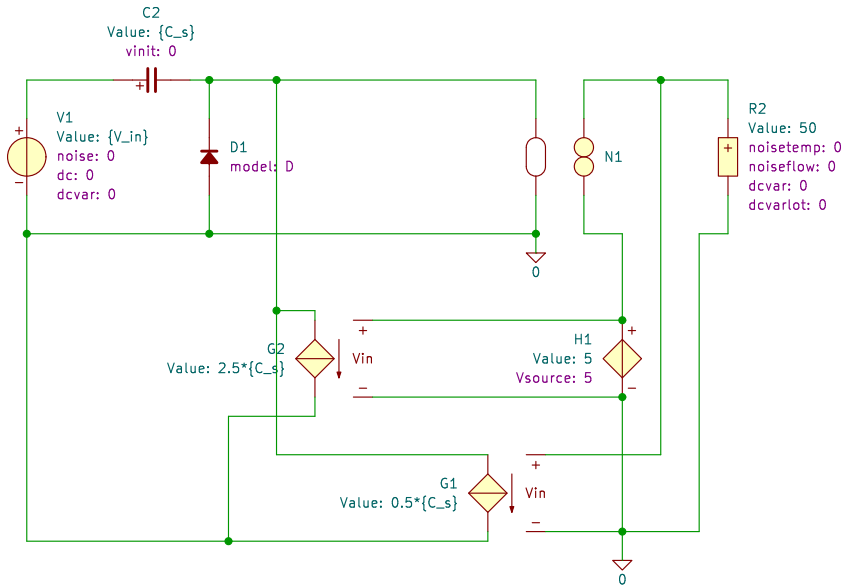 C2
Value: {C_s}
vinit: 0
+
V1
Value: {V_in}
noise: 0
dc: 0
dcvar: 0
+
−
D1
model: D
N1
R2
Value: 50
noisetemp: 0
noiseflow: 0
dcvar: 0
dcvarlot: 0
+
0
G2
Value: 2.5*{C_s}
Vin
+
−
H1
Value: 5
Vsource: 5
+
−
G1
Value: 0.5*{C_s}
Vin
+
−
0